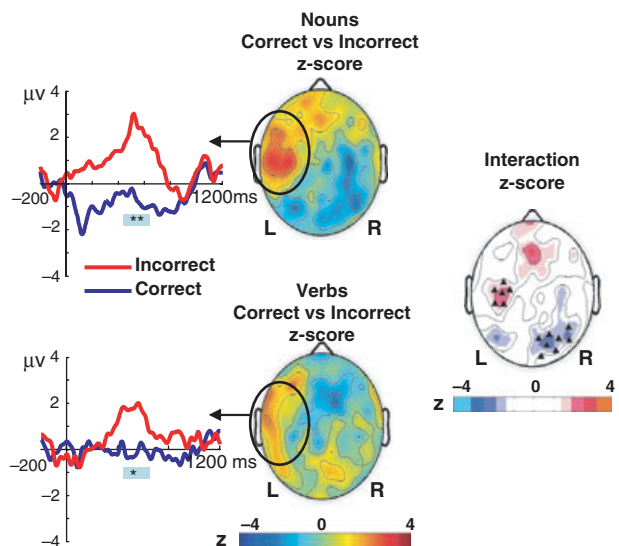 Nouns
Correct vs Incorrect
z-score
μv 4
2
−200
1200ms
**
−2
−4
L R
Incorrect
Correct
Interaction
z-score
L R
z −4 0 4
Verbs
Correct vs Incorrect
z-score
μv 4
2
−200
1200 ms
*
−2
−4
L R
z −4 0 4